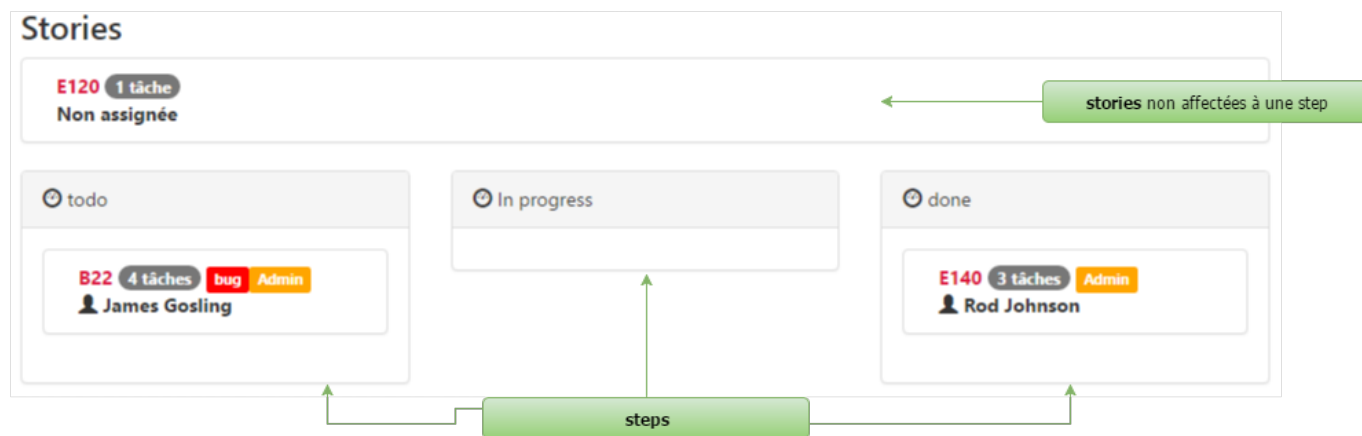 Stories
E120 1 tâche
Non assignée
stories non affectées à une step
todo
In progress
done
B22 4 tâches bug Admin
James Gosling
E140 3 tâches Admin
Rod Johnson
steps